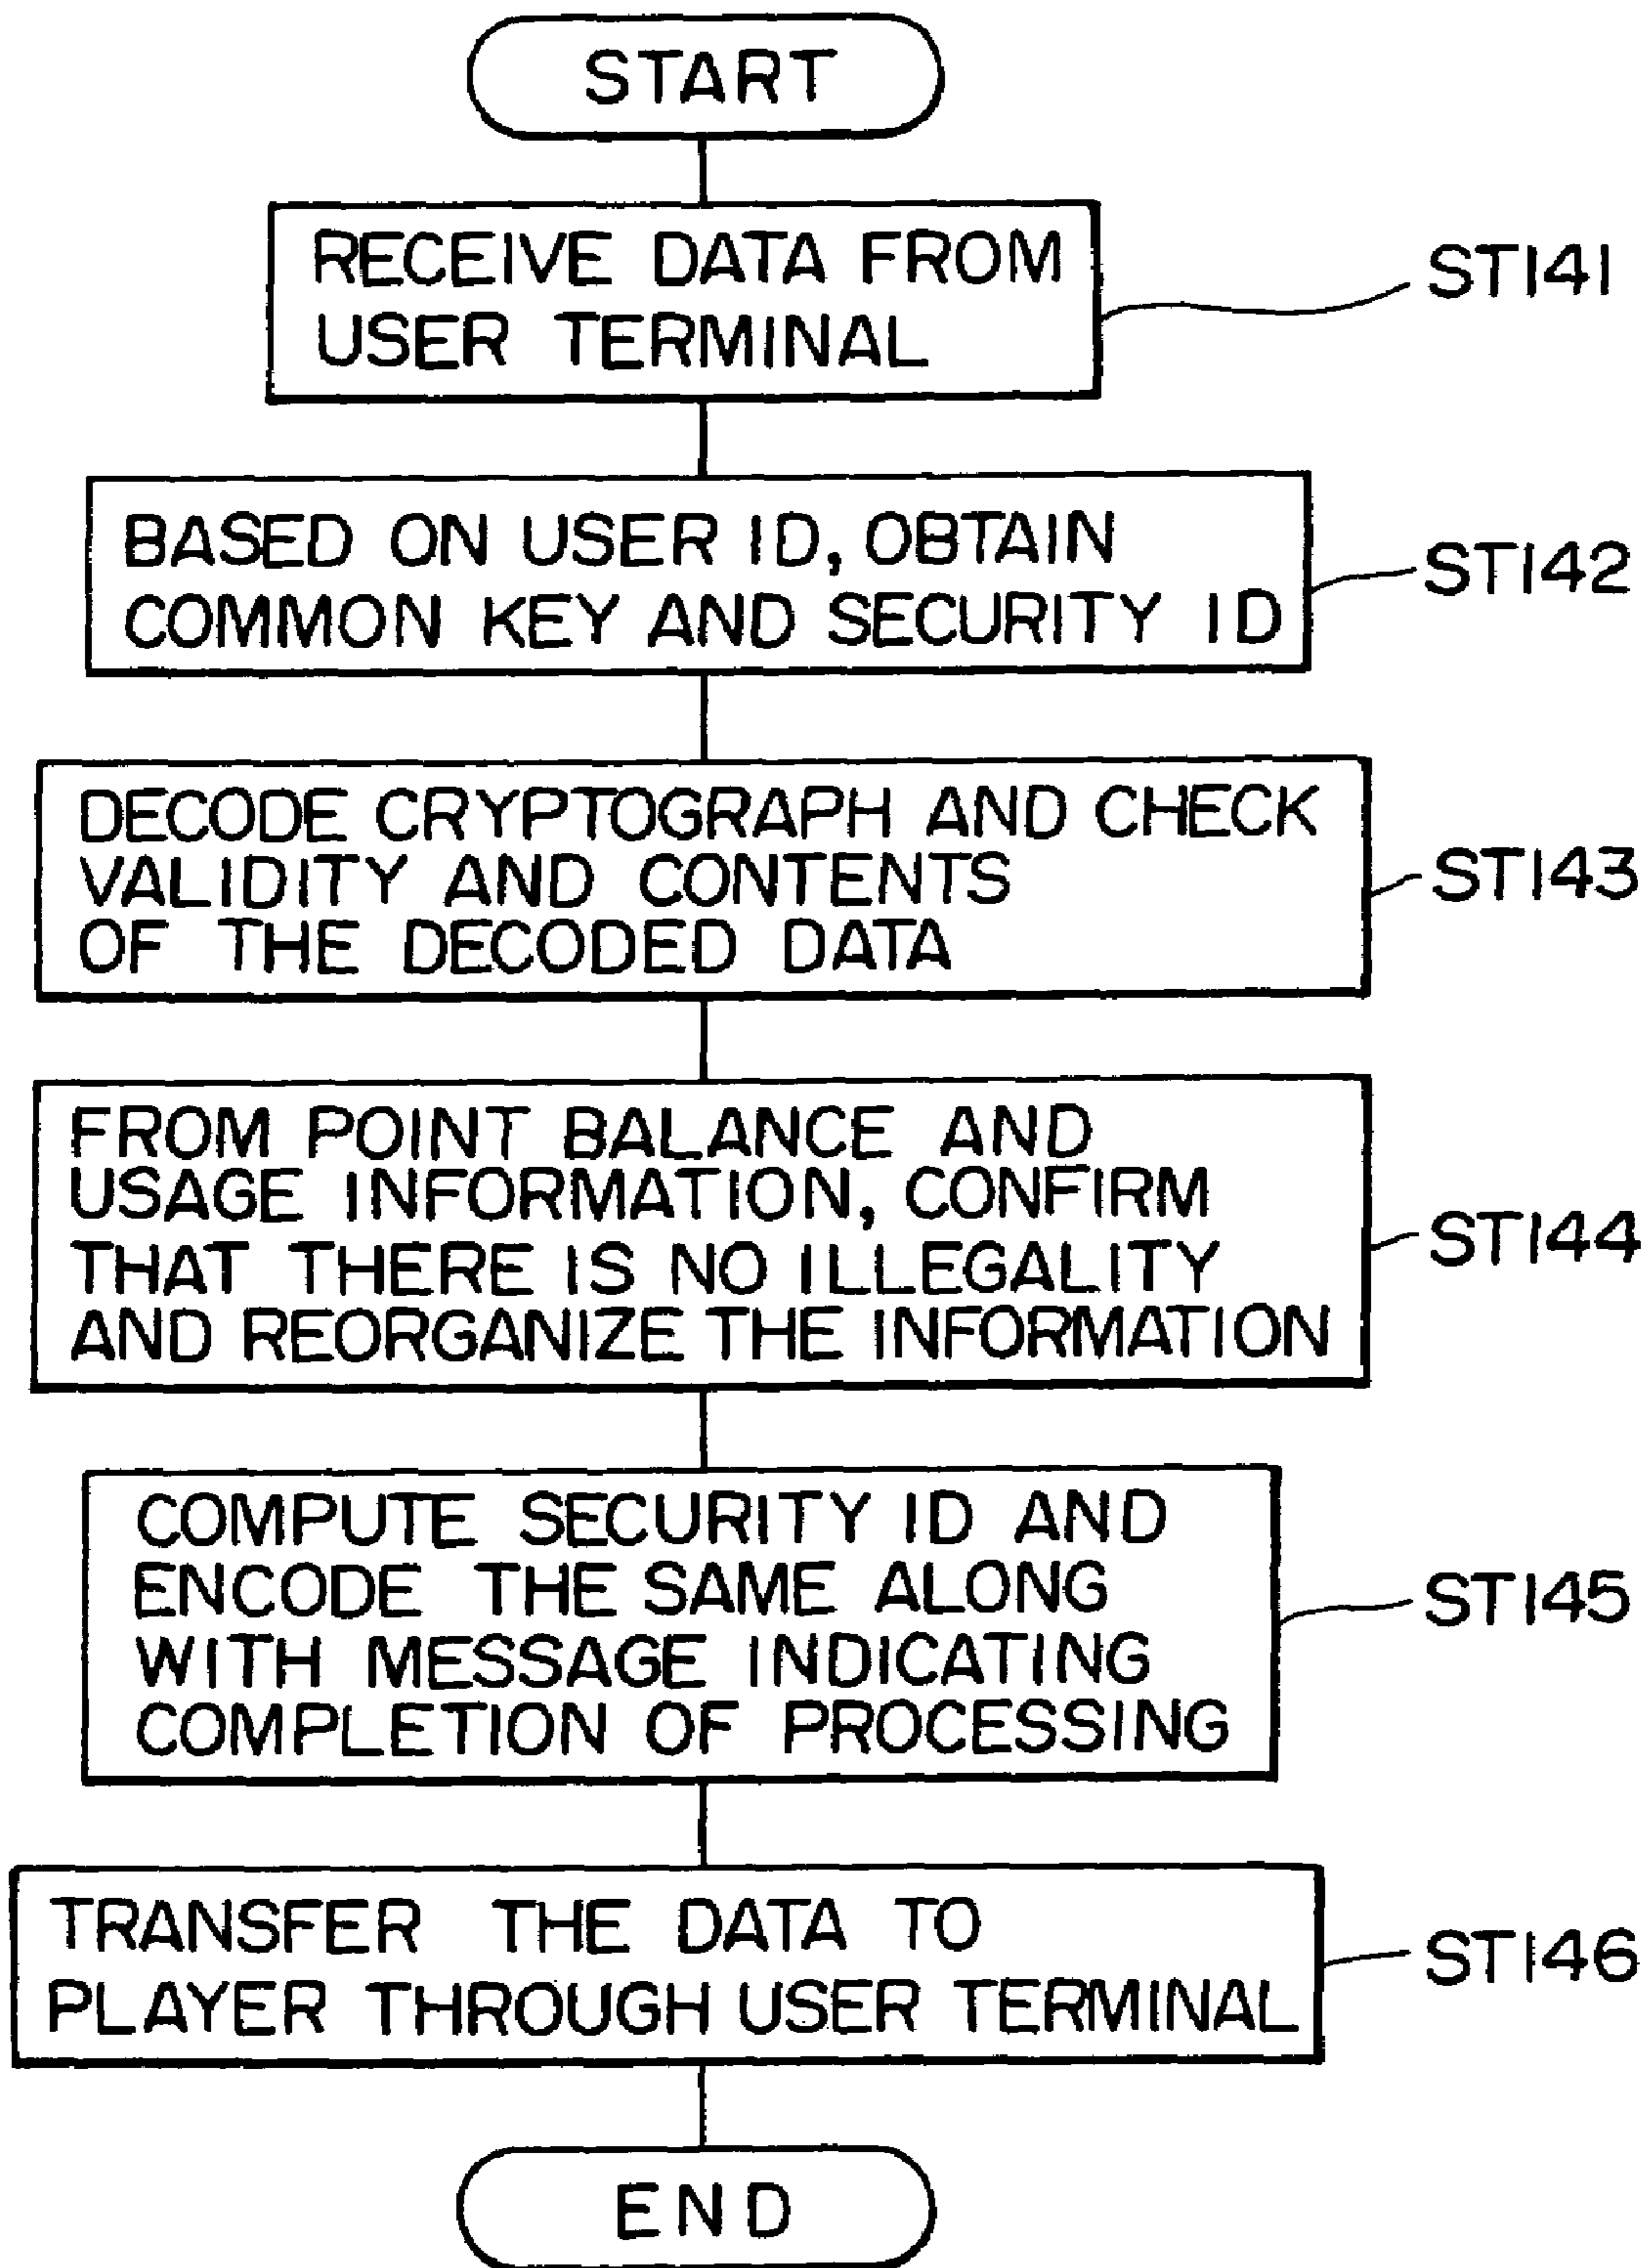 START
RECEIVE DATA FROM
USER TERMINAL
ST141
BASED ON USER ID, OBTAIN
COMMON KEY AND SECURITY ID
ST142
DECODE CRYPTOGRAPH AND CHECK
VALIDITY AND CONTENTS
OF THE DECODED DATA
ST143
FROM POINT BALANCE AND
USAGE INFORMATION, CONFIRM
THAT THERE IS NO ILLEGALITY
AND REORGANIZE THE INFORMATION
ST144
COMPUTE SECURITY ID AND
ENCODE THE SAME ALONG
WITH MESSAGE INDICATING
COMPLETION OF PROCESSING
ST145
TRANSFER THE DATA TO
PLAYER THROUGH USER TERMINAL
ST146
END